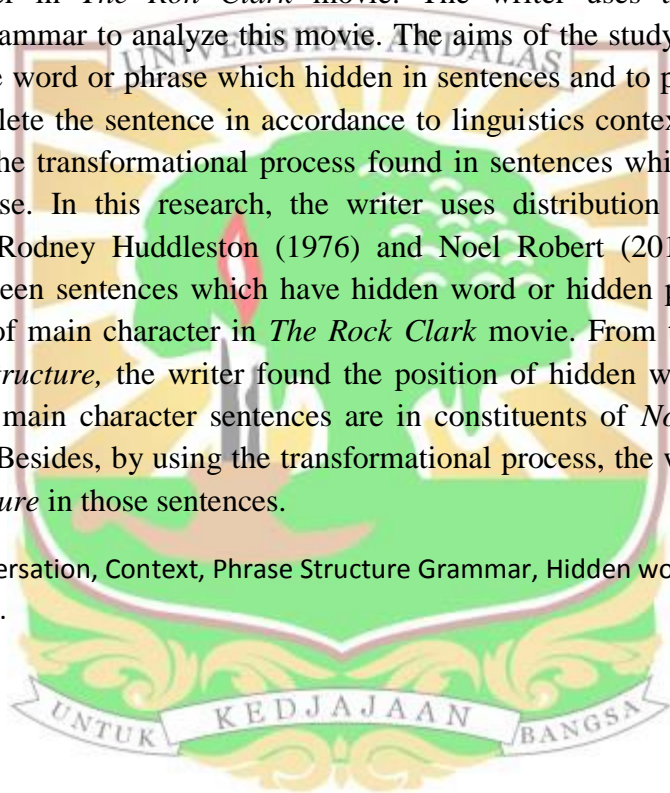 er in The Ron Clark movie. The writer uses
rammar to analyze this movie. The aims of the study
UNIVERSITAS ANDALAS
e word or phrase which hidden in sentences and to p
lete the sentence in accordance to linguistics contex
he transformational process found in sentences whi
se. In this research, the writer uses distribution
Rodney Huddleston (1976) and Noel Robert (201
een sentences which have hidden word or hidden p
of main character in The Rock Clark movie. From
ructure, the writer found the position of hidden w
main character sentences are in constituents of No
Besides, by using the transformational process, the
ure in those sentences.
ersation, Context, Phrase Structure Grammar, Hidden wo
.
UNTUK KEDJAJAAN BANGSA